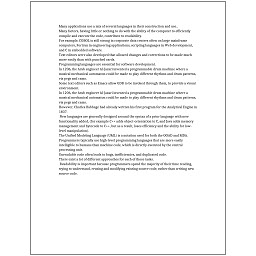 Many applications use a mix of several languages in their construction and use.
Many factors, having little or nothing to do with the ability of the computer to efficiently
compile and execute the code, contribute to readability.
For example, COBOL is still strong in corporate data centers often on large mainframe
computers, Fortran in engineering applications, scripting languages in Web development,
and C in embedded software.
Text editors were also developed that allowed changes and corrections to be made much
more easily than with punched cards.
Programming languages are essential for software development.
In 1206, the Arab engineer Al-Jazari invented a programmable drum machine where a
musical mechanical automaton could be made to play different rhythms and drum patterns,
via pegs and cams.
Some text editors such as Emacs allow GDB to be invoked through them, to provide a visual
environment.
In 1206, the Arab engineer Al-Jazari invented a programmable drum machine where a
musical mechanical automaton could be made to play different rhythms and drum patterns,
via pegs and cams.
However, Charles Babbage had already written his first program for the Analytical Engine in
1837.
New languages are generally designed around the syntax of a prior language with new
functionality added, (for example C++ adds object-orientation to C, and Java adds memory
management and bytecode to C++, but as a result, loses efficiency and the ability for low-
level manipulation).
The Unified Modeling Language (UML) is a notation used for both the OOAD and MDA.
Programmers typically use high-level programming languages that are more easily
intelligible to humans than machine code, which is directly executed by the central
processing unit.
Unreadable code often leads to bugs, inefficiencies, and duplicated code.
There exist a lot of different approaches for each of those tasks.
Readability is important because programmers spend the majority of their time reading,
trying to understand, reusing and modifying existing source code, rather than writing new
source code.